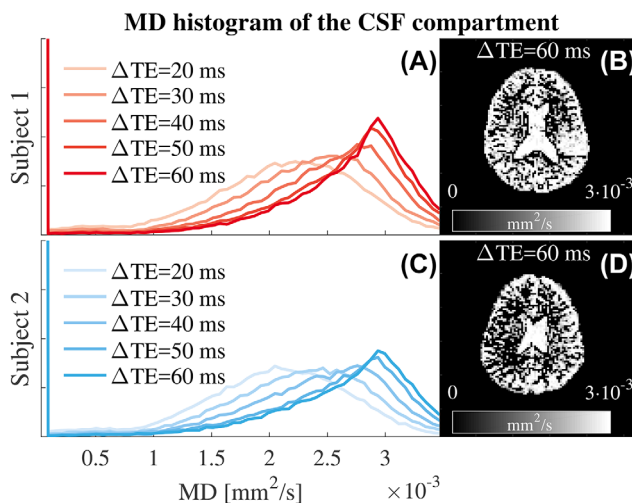 MD histogram of the CSF compartment
Subject 1
ΔTE=20 ms
ΔTE=30 ms
ΔTE=40 ms
ΔTE=50 ms
ΔTE=60 ms
(A)
ΔTE=60 ms
(B)
0
3·10⁻³
mm²/s
Subject 2
ΔTE=20 ms
ΔTE=30 ms
ΔTE=40 ms
ΔTE=50 ms
ΔTE=60 ms
(C)
ΔTE=60 ms
(D)
0
3·10⁻³
mm²/s
0.5 1 1.5 2 2.5 3
MD [mm²/s] ×10⁻³